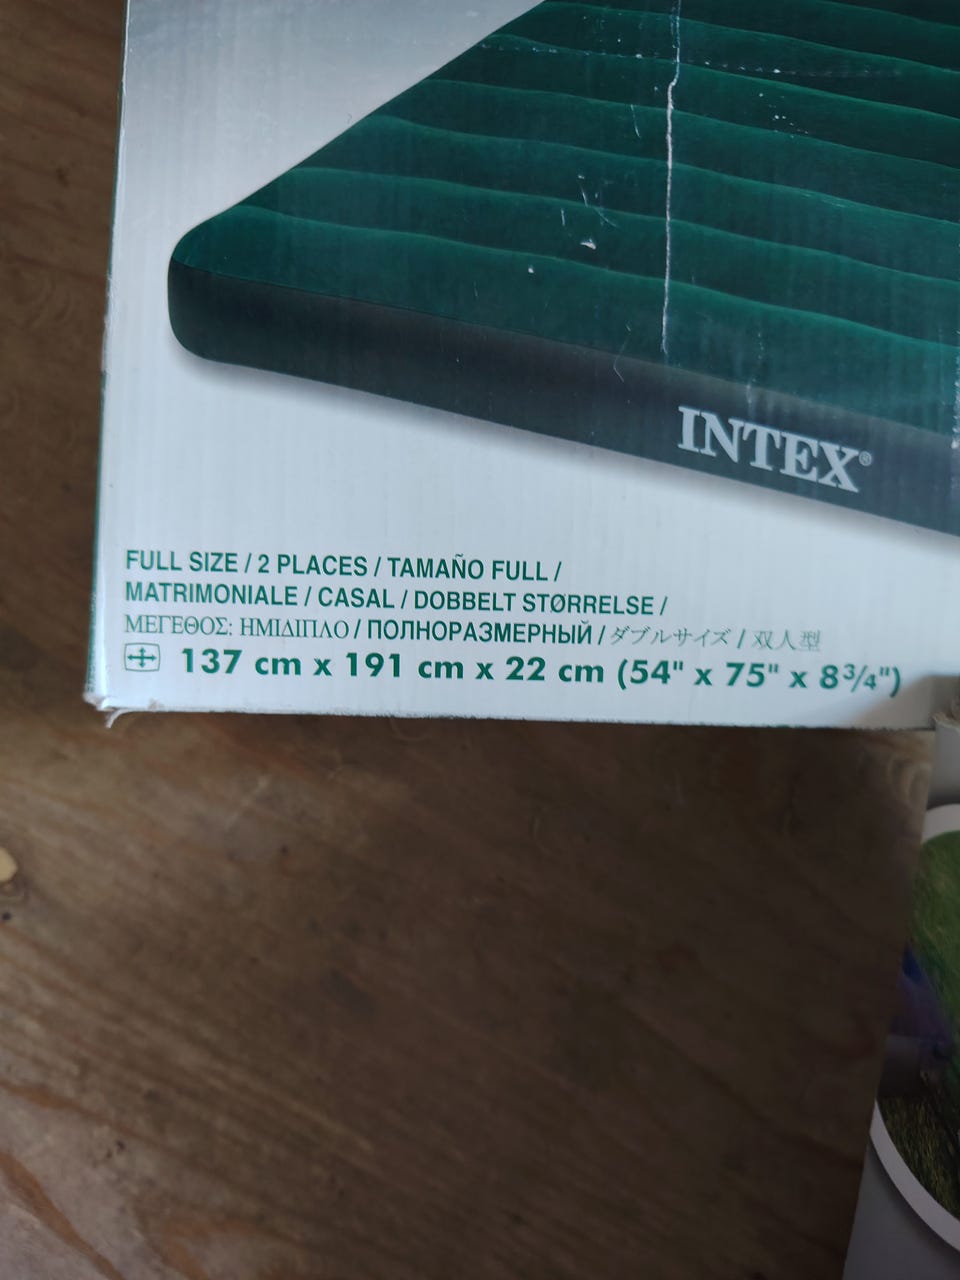 INTEX®
FULL SIZE / 2 PLACES / TAMAÑO FULL /
MATRIMONIALE / CASAL / DOBBELT STØRRELSE /
ΜΕΓΕΘΟΣ: ΗΜΙΔΙΠΛΟ / ПОЛНОРАЗМЕРНЫЙ / ダブルサイズ / 双人型
137 cm x 191 cm x 22 cm (54" x 75" x 8¾")